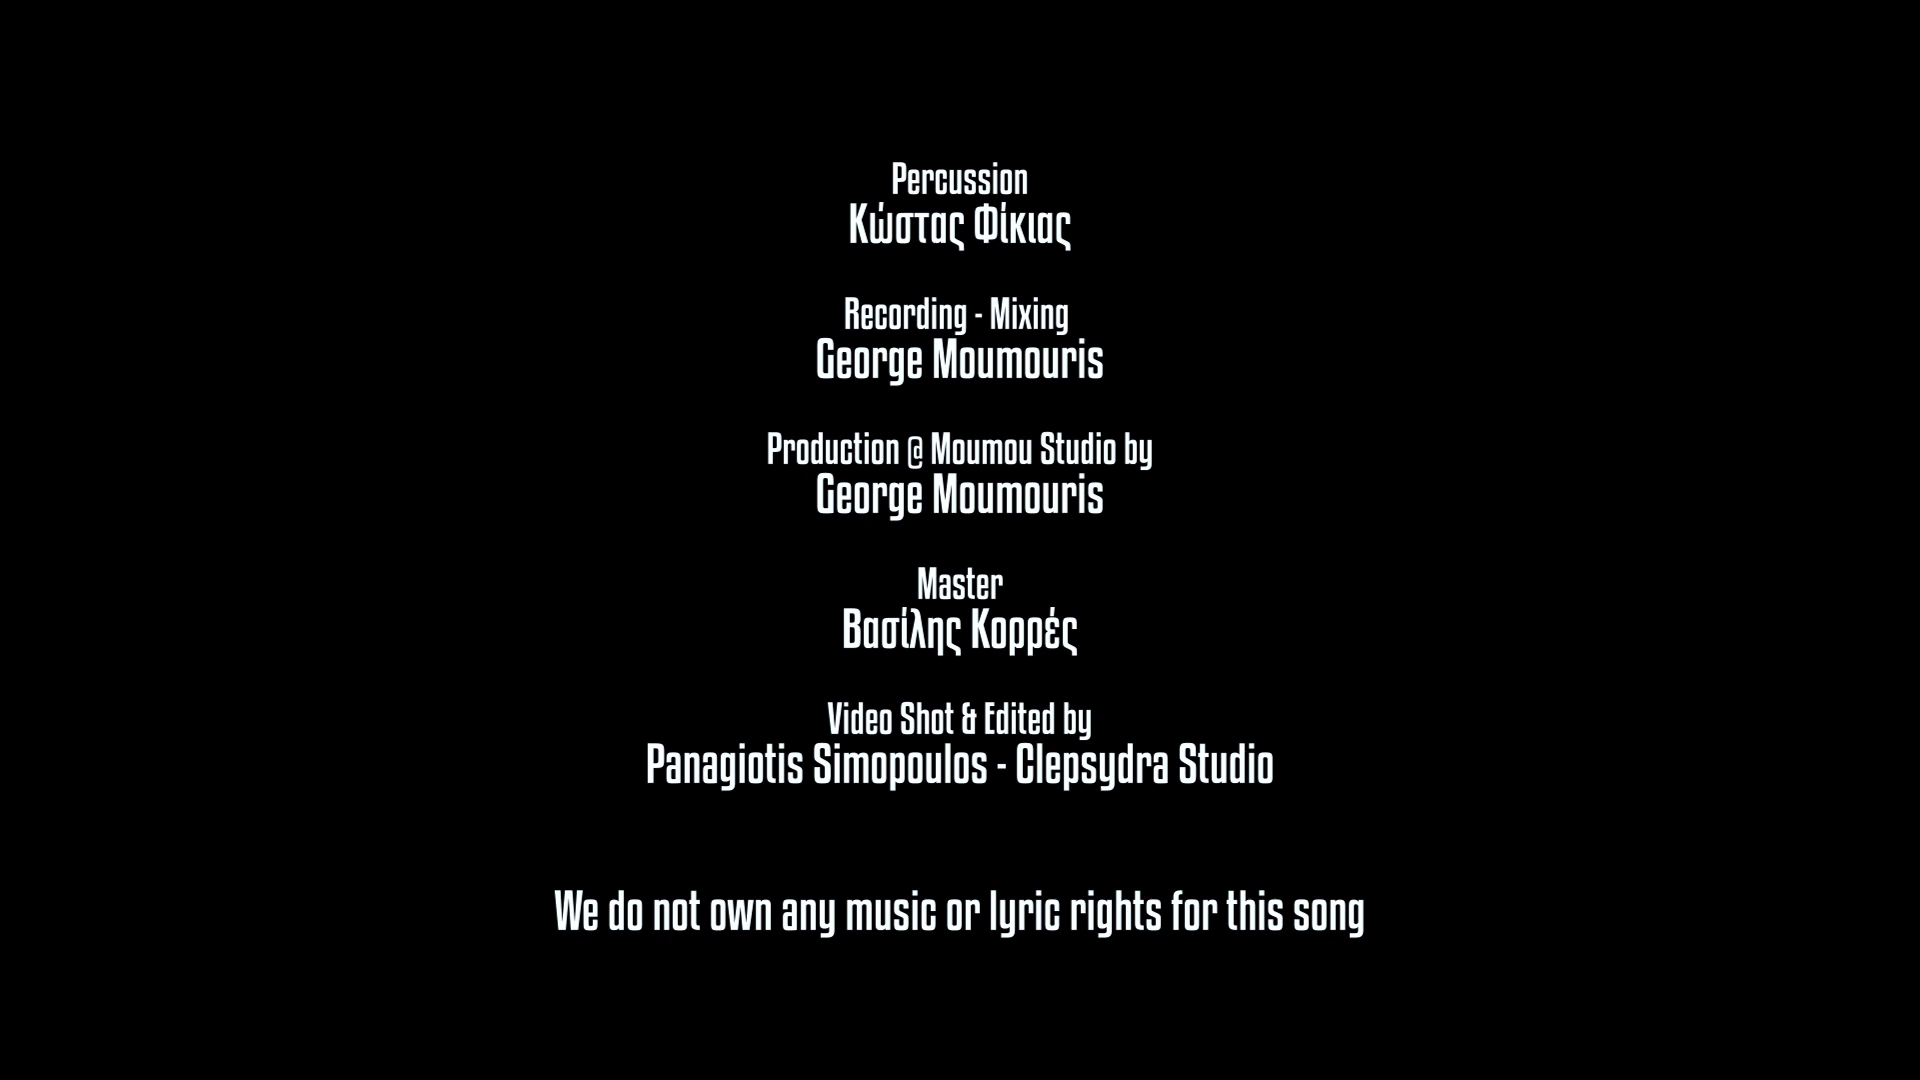 Percussion
Κώστας Φίκιας
Recording - Mixing
George Moumouris
Production @ Moumou Studio by
George Moumouris
Master
Βασίλης Κορρές
Video Shot & Edited by
Panagiotis Simopoulos - Clepsydra Studio
We do not own any music or lyric rights for this song